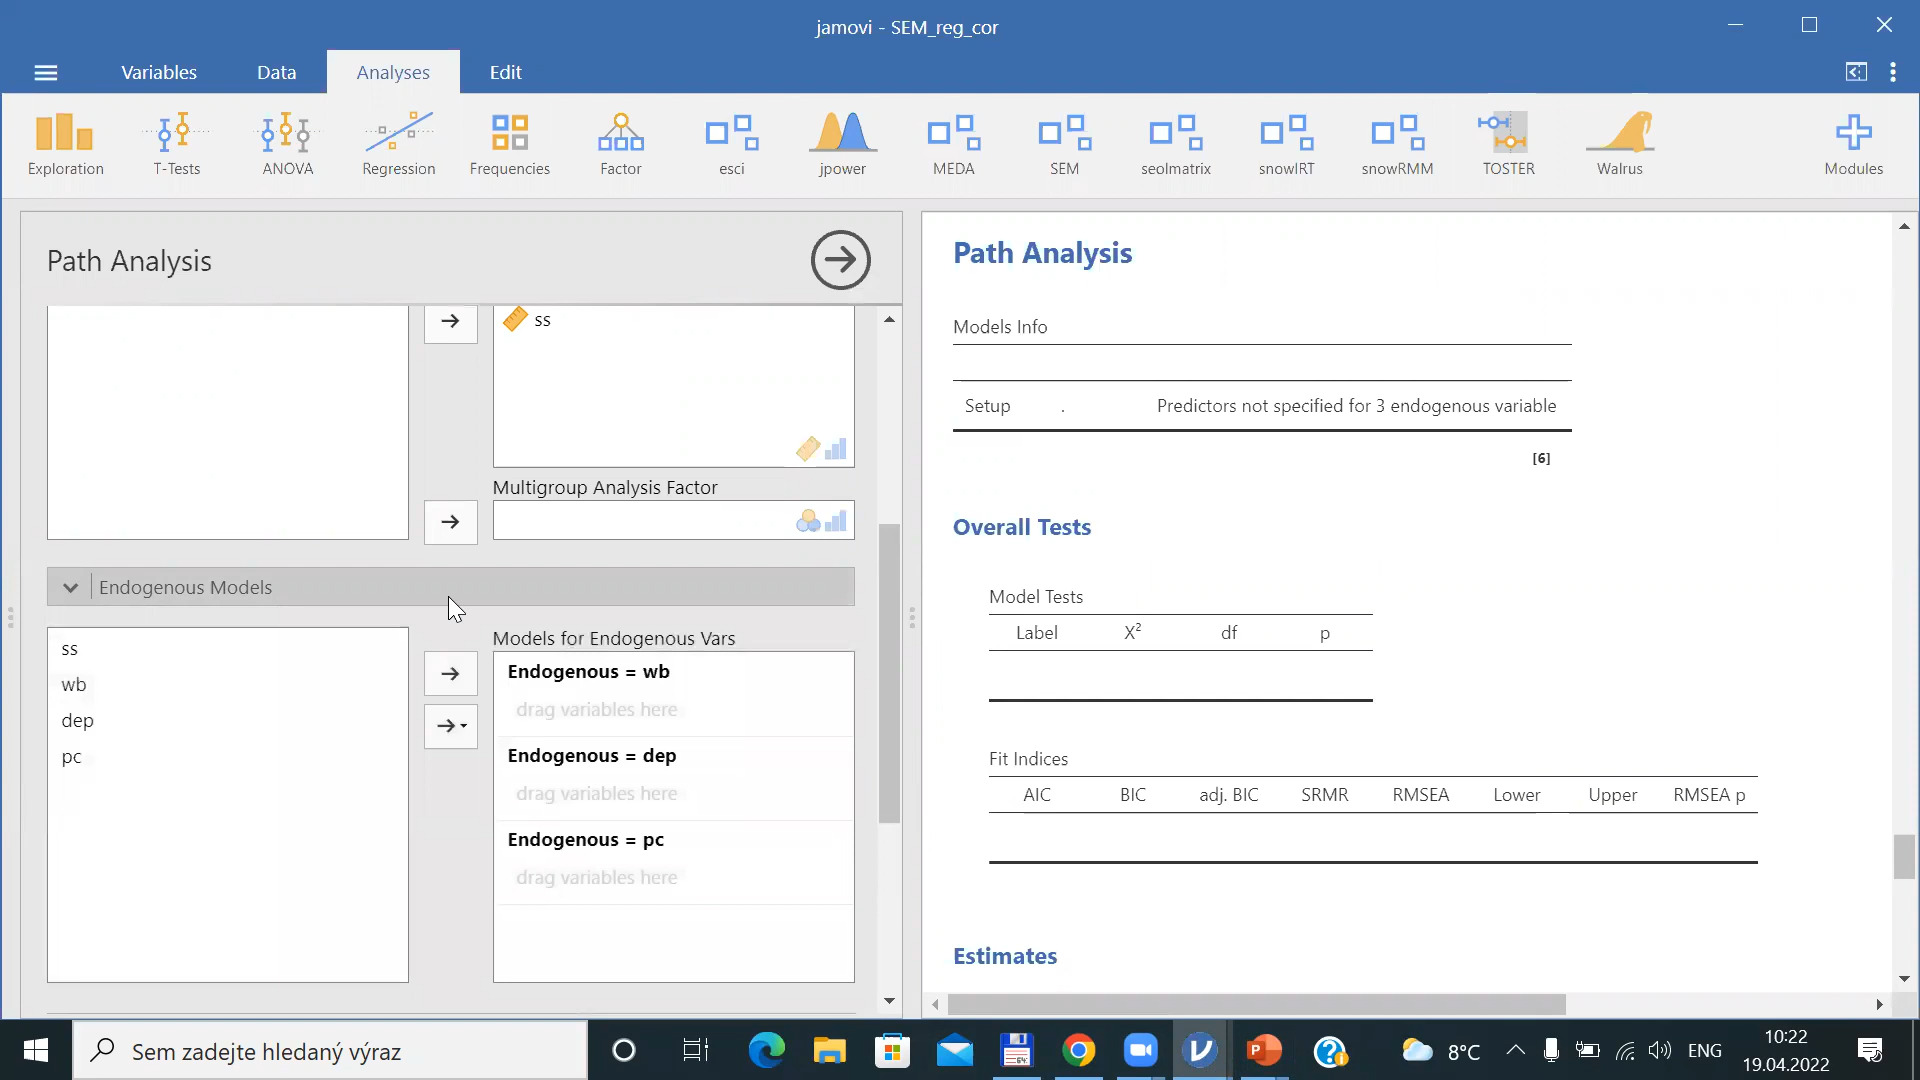 jamovi - SEM_reg_cor
Variables
Data
Analyses
Edit
Exploration
T-Tests
ANOVA
Regression
Frequencies
Factor
esci
jpower
MEDA
SEM
seolmatrix
snowIRT
snowRMM
TOSTER
Walrus
Modules
Path Analysis
ss
Multigroup Analysis Factor
Endogenous Models
ss
wb
dep
pc
Models for Endogenous Vars
Endogenous = wb
drag variables here
Endogenous = dep
drag variables here
Endogenous = pc
drag variables here
Path Analysis
Models Info
Setup . Predictors not specified for 3 endogenous variable
[6]
Overall Tests
Model Tests
Label X² df p
Fit Indices
AIC BIC adj. BIC SRMR RMSEA Lower Upper RMSEA p
Estimates
Sem zadejte hledaný výraz
64
8°C
ENG
10:22
19.04.2022